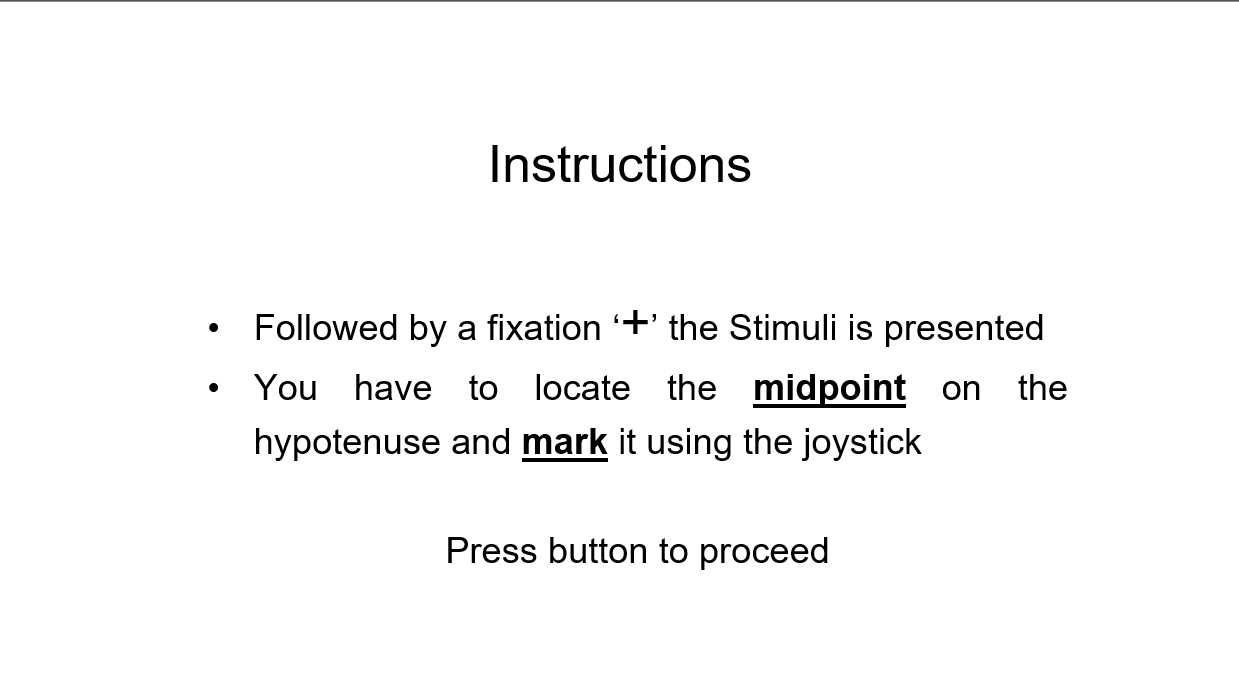 Instructions
• Followed by a fixation ‘+’ the Stimuli is presented
• You have to locate the midpoint on the
hypotenuse and mark it using the joystick
Press button to proceed